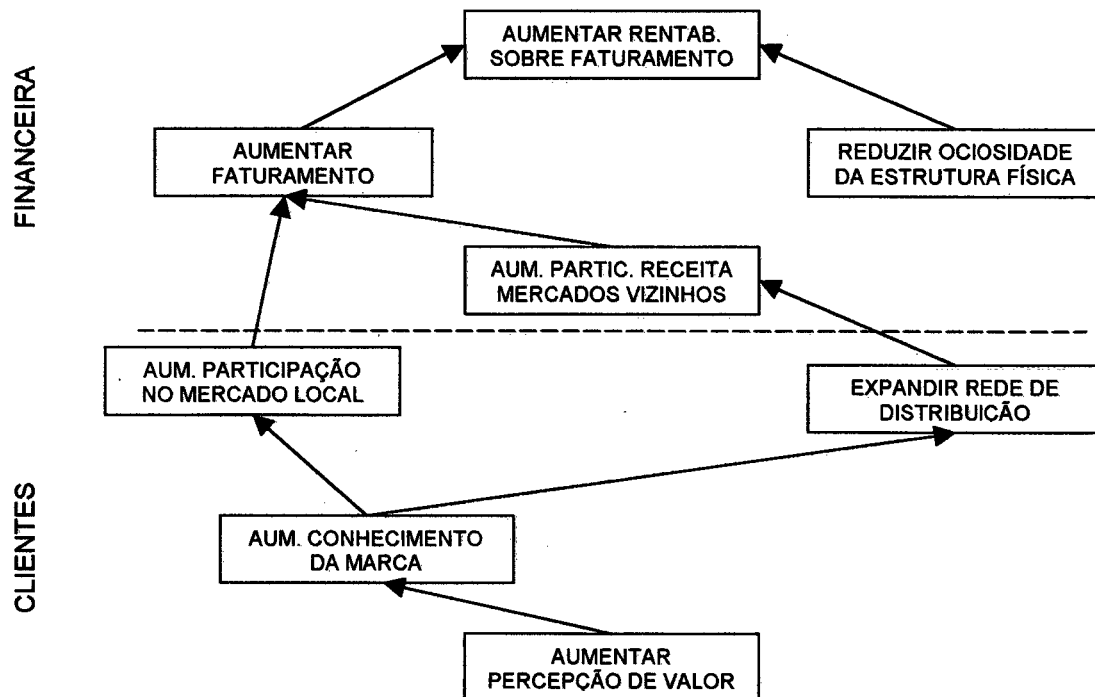 FINANCEIRA
AUMENTAR RENTAB.
SOBRE FATURAMENTO
AUMENTAR
FATURAMENTO
REDUZIR OCIOSIDADE
DA ESTRUTURA FÍSICA
AUM. PARTIC. RECEITA
MERCADOS VIZINHOS
CLIENTES
AUM. PARTICIPAÇÃO
NO MERCADO LOCAL
EXPANDIR REDE DE
DISTRIBUIÇÃO
AUM. CONHECIMENTO
DA MARCA
AUMENTAR
PERCEPÇÃO DE VALOR